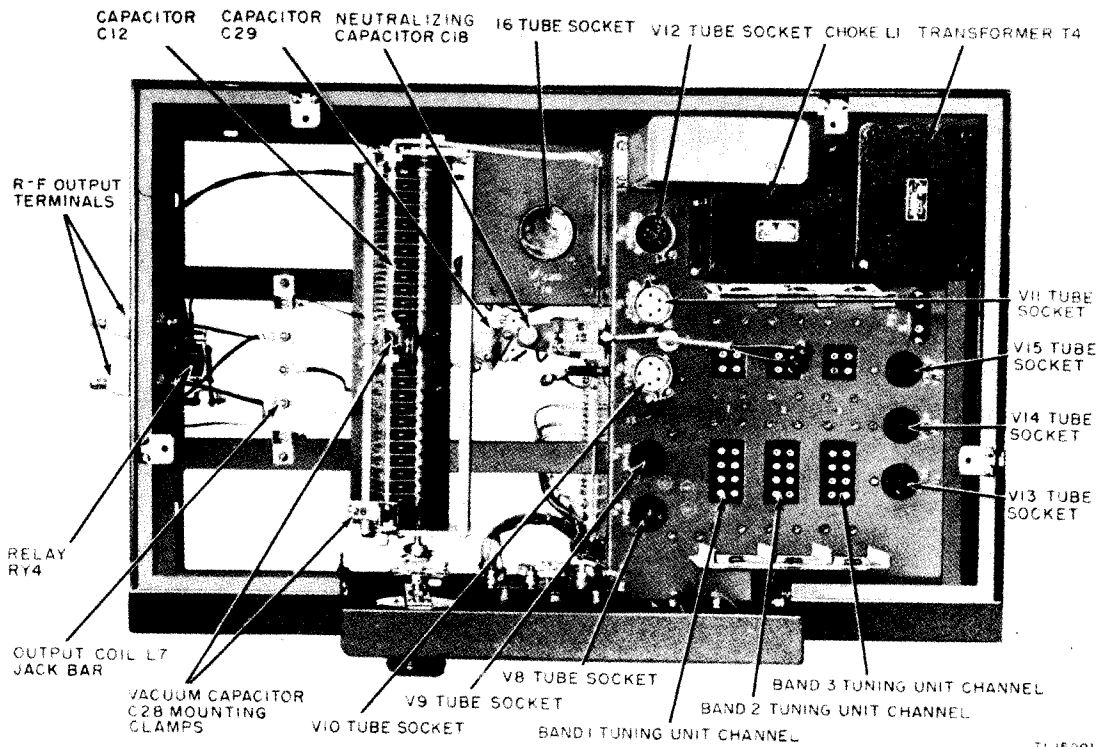 CAPACITOR
C12
CAPACITOR
C29
NEUTRALIZING
CAPACITOR C18
16 TUBE SOCKET
V12 TUBE SOCKET
CHOKE L1
TRANSFORMER T4
R-F OUTPUT
TERMINALS
V11 TUBE
SOCKET
V15 TUBE
SOCKET
V14 TUBE
SOCKET
V13 TUBE
SOCKET
C28
RELAY
RY4
OUTPUT COIL L7
JACK BAR
VACUUM CAPACITOR
C28 MOUNTING
CLAMPS
V10 TUBE SOCKET
V9 TUBE SOCKET
V8 TUBE SOCKET
BAND 1 TUNING UNIT
CHANNEL
BAND 2 TUNING UNIT CHANNEL
BAND 3 TUNING UNIT CHANNEL